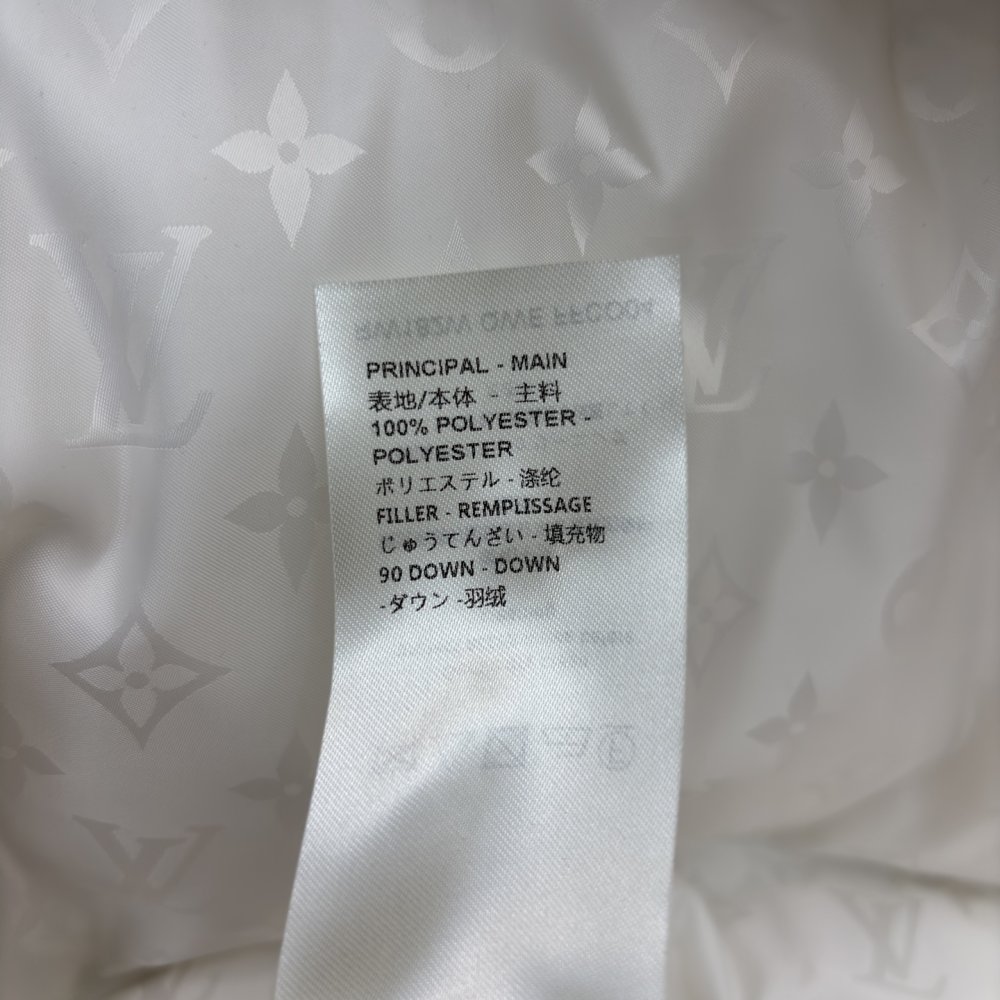 PRINCIPAL - MAIN
表地/本体 - 主料
100% POLYESTER -
POLYESTER
ポリエステル - 涤纶
FILLER - REMPLISSAGE
じゅうてんざい - 填充物
90 DOWN - DOWN
-ダウン -羽绒